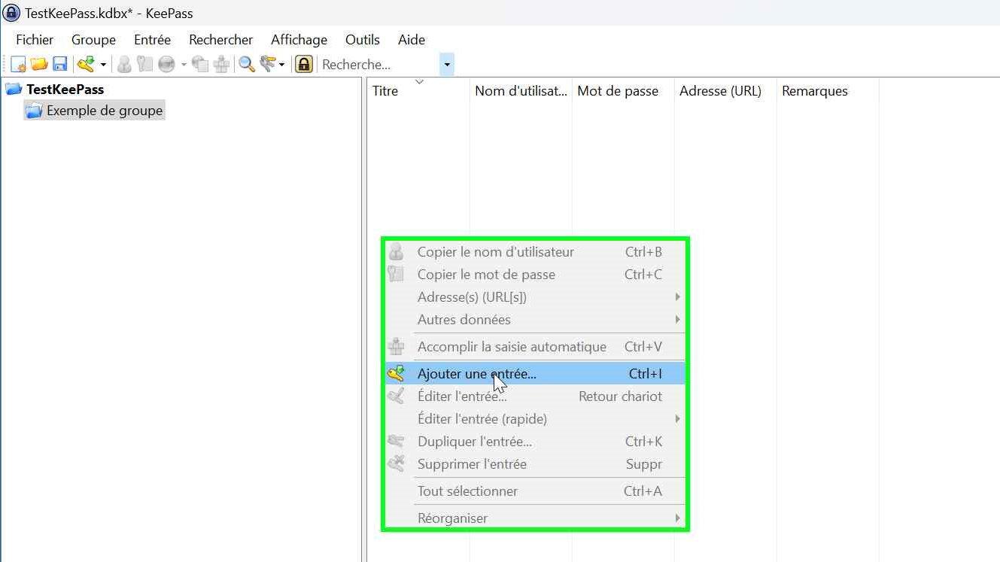 TestKeePass.kdbx* - KeePass
Fichier Groupe Entrée Rechercher Affichage Outils Aide
Recherche...
TestKeePass
Exemple de groupe
Titre Nom d'utilisat... Mot de passe Adresse (URL) Remarques
Copier le nom d'utilisateur Ctrl+B
Copier le mot de passe Ctrl+C
Adresse(s) (URL[s])
Autres données
Accomplir la saisie automatique Ctrl+V
Ajouter une entrée... Ctrl+I
Éditer l'entrée... Retour chariot
Éditer l'entrée (rapide)
Dupliquer l'entrée... Ctrl+K
Supprimer l'entrée Suppr
Tout sélectionner Ctrl+A
Réorganiser